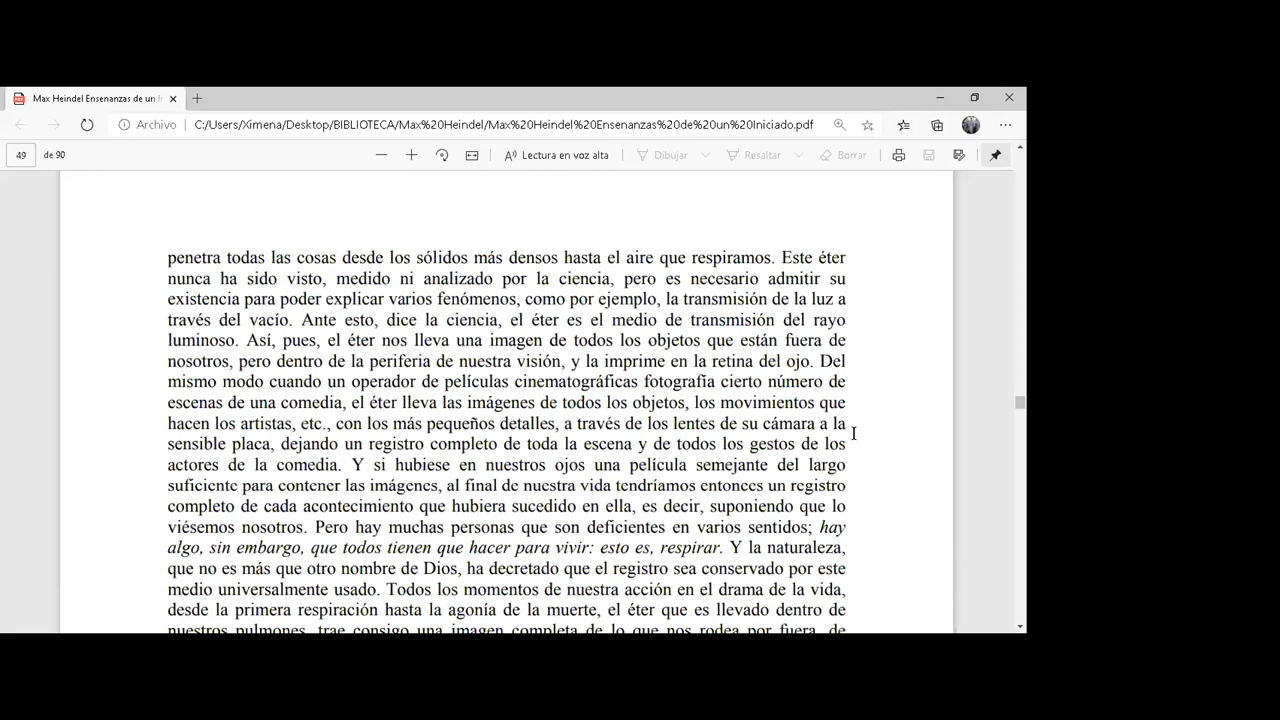 Max Heindel Ensenanzas de un I
Archivo
C:/Users/Ximena/Desktop/BIBLIOTECA/Max%20Heindel/Max%20Heindel%20Ensenanzas%20de%20un%20Iniciado.pdf
49 de 90
Lectura en voz alta
Dibujar
Resaltar
Borrar
penetra todas las cosas desde los sólidos más densos hasta el aire que respiramos. Este éter
nunca ha sido visto, medido ni analizado por la ciencia, pero es necesario admitir su
existencia para poder explicar varios fenómenos, como por ejemplo, la transmisión de la luz a
través del vacío. Ante esto, dice la ciencia, el éter es el medio de transmisión del rayo
luminoso. Así, pues, el éter nos lleva una imagen de todos los objetos que están fuera de
nosotros, pero dentro de la periferia de nuestra visión, y la imprime en la retina del ojo. Del
mismo modo cuando un operador de películas cinematográficas fotografía cierto número de
escenas de una comedia, el éter lleva las imágenes de todos los objetos, los movimientos que
hacen los artistas, etc., con los más pequeños detalles, a través de los lentes de su cámara a la
sensible placa, dejando un registro completo de toda la escena y de todos los gestos de los
actores de la comedia. Y si hubiese en nuestros ojos una película semejante del largo
suficiente para contener las imágenes, al final de nuestra vida tendríamos entonces un registro
completo de cada acontecimiento que hubiera sucedido en ella, es decir, suponiendo que lo
viésemos nosotros. Pero hay muchas personas que son deficientes en varios sentidos; hay
algo, sin embargo, que todos tienen que hacer para vivir: esto es, respirar. Y la naturaleza,
que no es más que otro nombre de Dios, ha decretado que el registro sea conservado por este
medio universalmente usado. Todos los momentos de nuestra acción en el drama de la vida,
desde la primera respiración hasta la agonía de la muerte, el éter que es llevado dentro de
nuestros pulmones, trae consigo una imagen completa de lo que nos rodea por fuera, de